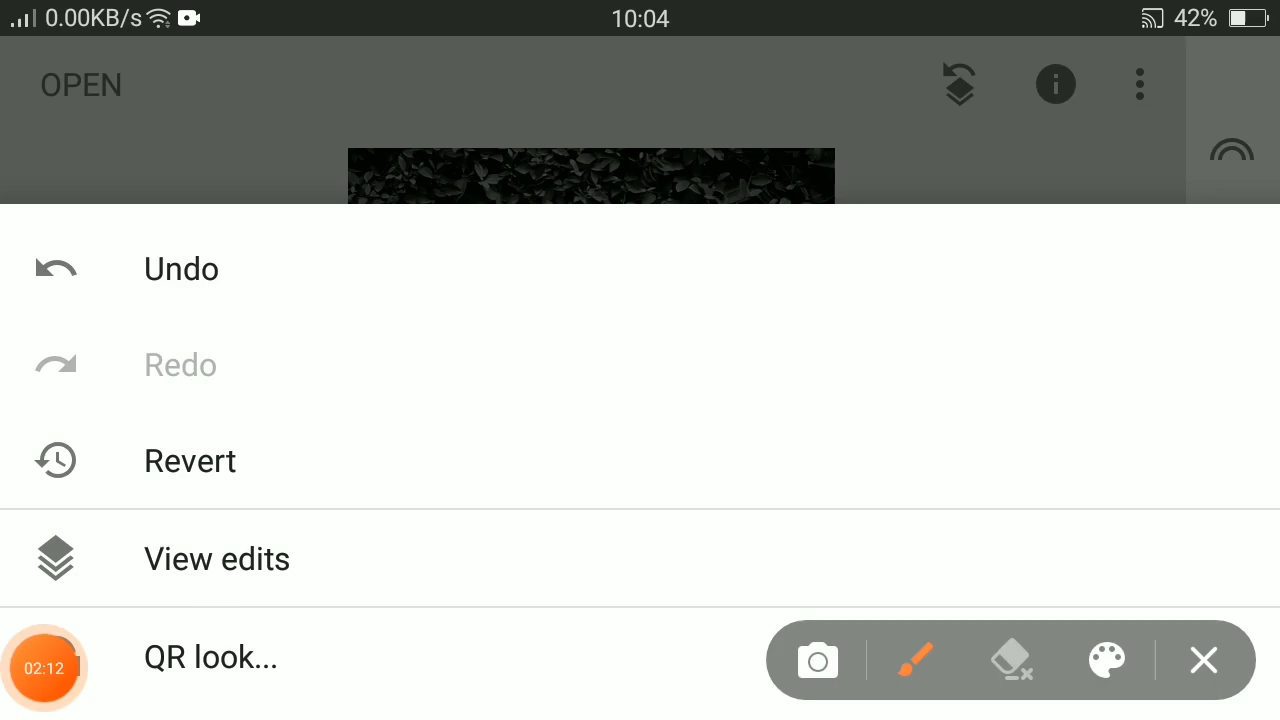 0.00KB/s 10:04 42%
OPEN
Undo
Redo
Revert
View edits
QR look...
02:12